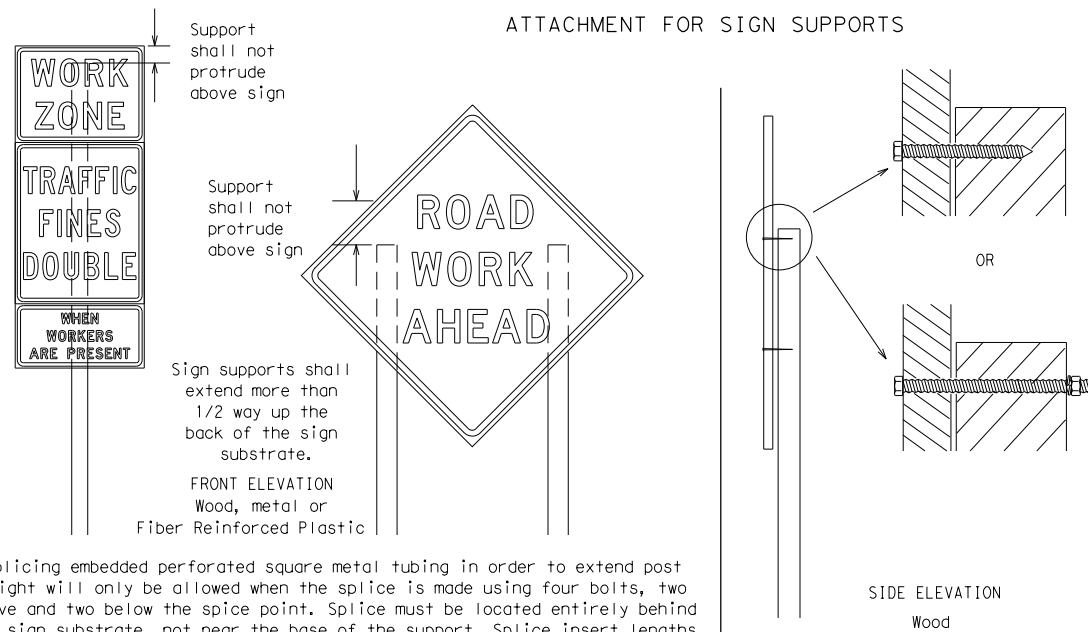 ATTACHMENT FOR SIGN SUPPORTS
Support
shall not
protrude
above sign
WORK
ZONE
TRAFFIC
FINES
DOUBLE
WHEN
WORKERS
ARE PRESENT
Support
shall not
protrude
above sign
ROAD
WORK
AHEAD
Sign supports shall
extend more than
1/2 way up the
back of the sign
substrate.
FRONT ELEVATION
Wood, metal or
Fiber Reinforced Plastic
OR
SIDE ELEVATION
Wood
plicing embedded perforated square metal tubing in order to extend post
ight will only be allowed when the splice is made using four bolts, two
ve and two below the spice point. Splice must be located entirely behind
sign substrate, not near the base of the support. Splice insert lengths